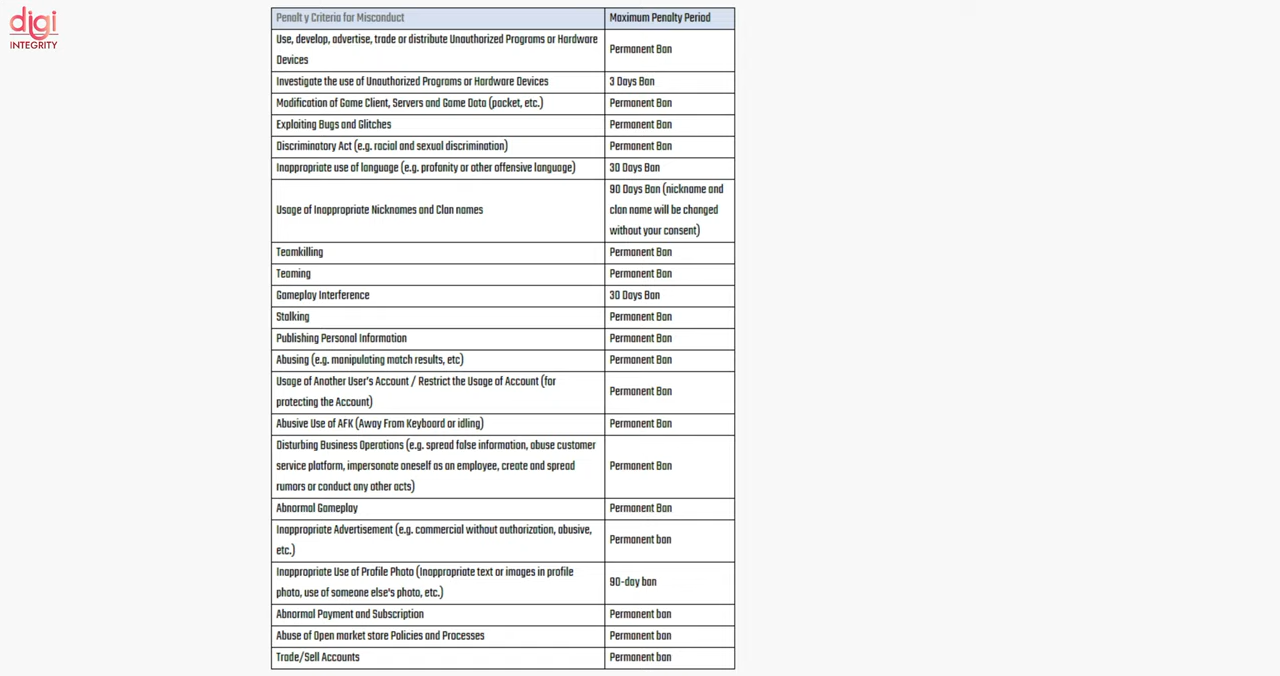 digi
INTEGRITY
Penalt y Criteria for Misconduct
Maximum Penalty Period
Use, develop, advertise, trade or distribute Unauthorized Programs or Hardware
Devices
Permanent Ban
Investigate the use of Unauthorized Programs or Hardware Devices
3 Days Ban
Modification of Game Client, Servers and Game Data (packet, etc.)
Permanent Ban
Exploiting Bugs and Glitches
Permanent Ban
Discriminatory Act (e.g. racial and sexual discrimination)
Permanent Ban
Inappropriate use of language (e.g. profanity or other offensive language)
30 Days Ban
Usage of Inappropriate Nicknames and Clan names
90 Days Ban (nickname and
clan name will be changed
without your consent)
Teamkilling
Permanent Ban
Teaming
Permanent Ban
Gameplay Interference
30 Days Ban
Stalking
Permanent Ban
Publishing Personal Information
Permanent Ban
Abusing (e.g. manipulating match results, etc)
Permanent Ban
Usage of Another User's Account / Restrict the Usage of Account (for
protecting the Account)
Permanent Ban
Abusive Use of AFK (Away From Keyboard or idling)
Permanent Ban
Disturbing Business Operations (e.g. spread false information, abuse customer
service platform, impersonate oneself as an employee, create and spread
rumors or conduct any other acts)
Permanent Ban
Abnormal Gameplay
Permanent Ban
Inappropriate Advertisement (e.g. commercial without authorization, abusive,
etc.)
Permanent ban
Inappropriate Use of Profile Photo (Inappropriate text or images in profile
photo, use of someone else's photo, etc.)
90-day ban
Abnormal Payment and Subscription
Permanent ban
Abuse of Open market store Policies and Processes
Permanent ban
Trade/Sell Accounts
Permanent ban